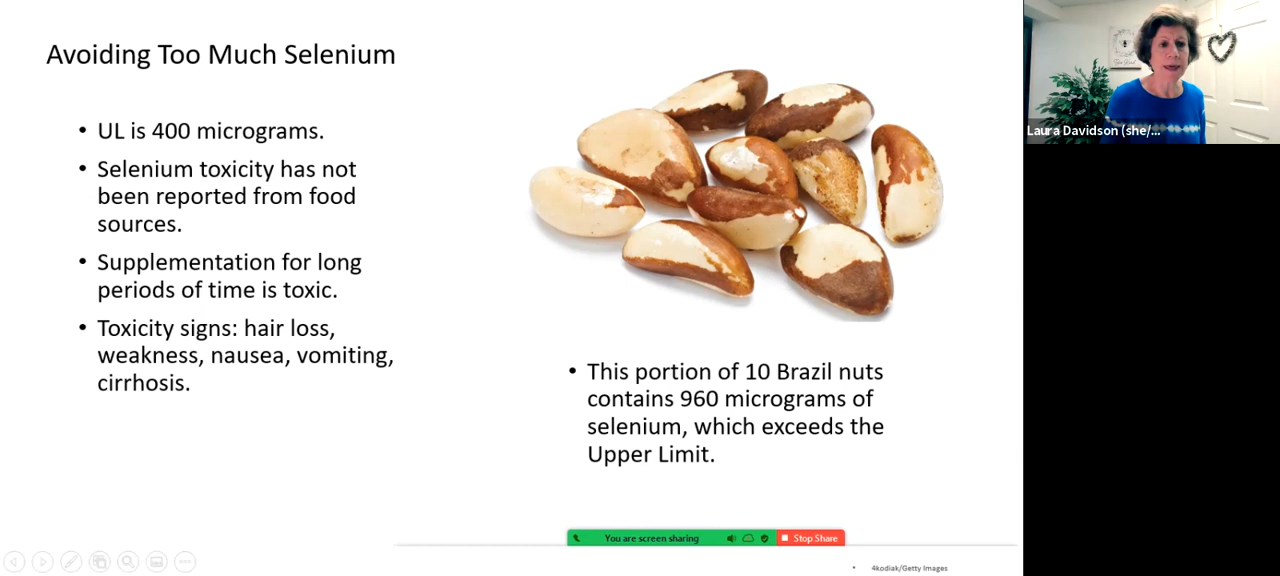 Avoiding Too Much Selenium
• UL is 400 micrograms.
• Selenium toxicity has not
been reported from food
sources.
• Supplementation for long
periods of time is toxic.
• Toxicity signs: hair loss,
weakness, nausea, vomiting,
cirrhosis.
• This portion of 10 Brazil nuts
contains 960 micrograms of
selenium, which exceeds the
Upper Limit.
You are screen sharing
Stop Share
• 4kodiak/Getty Images
Laura Davidson (she/...